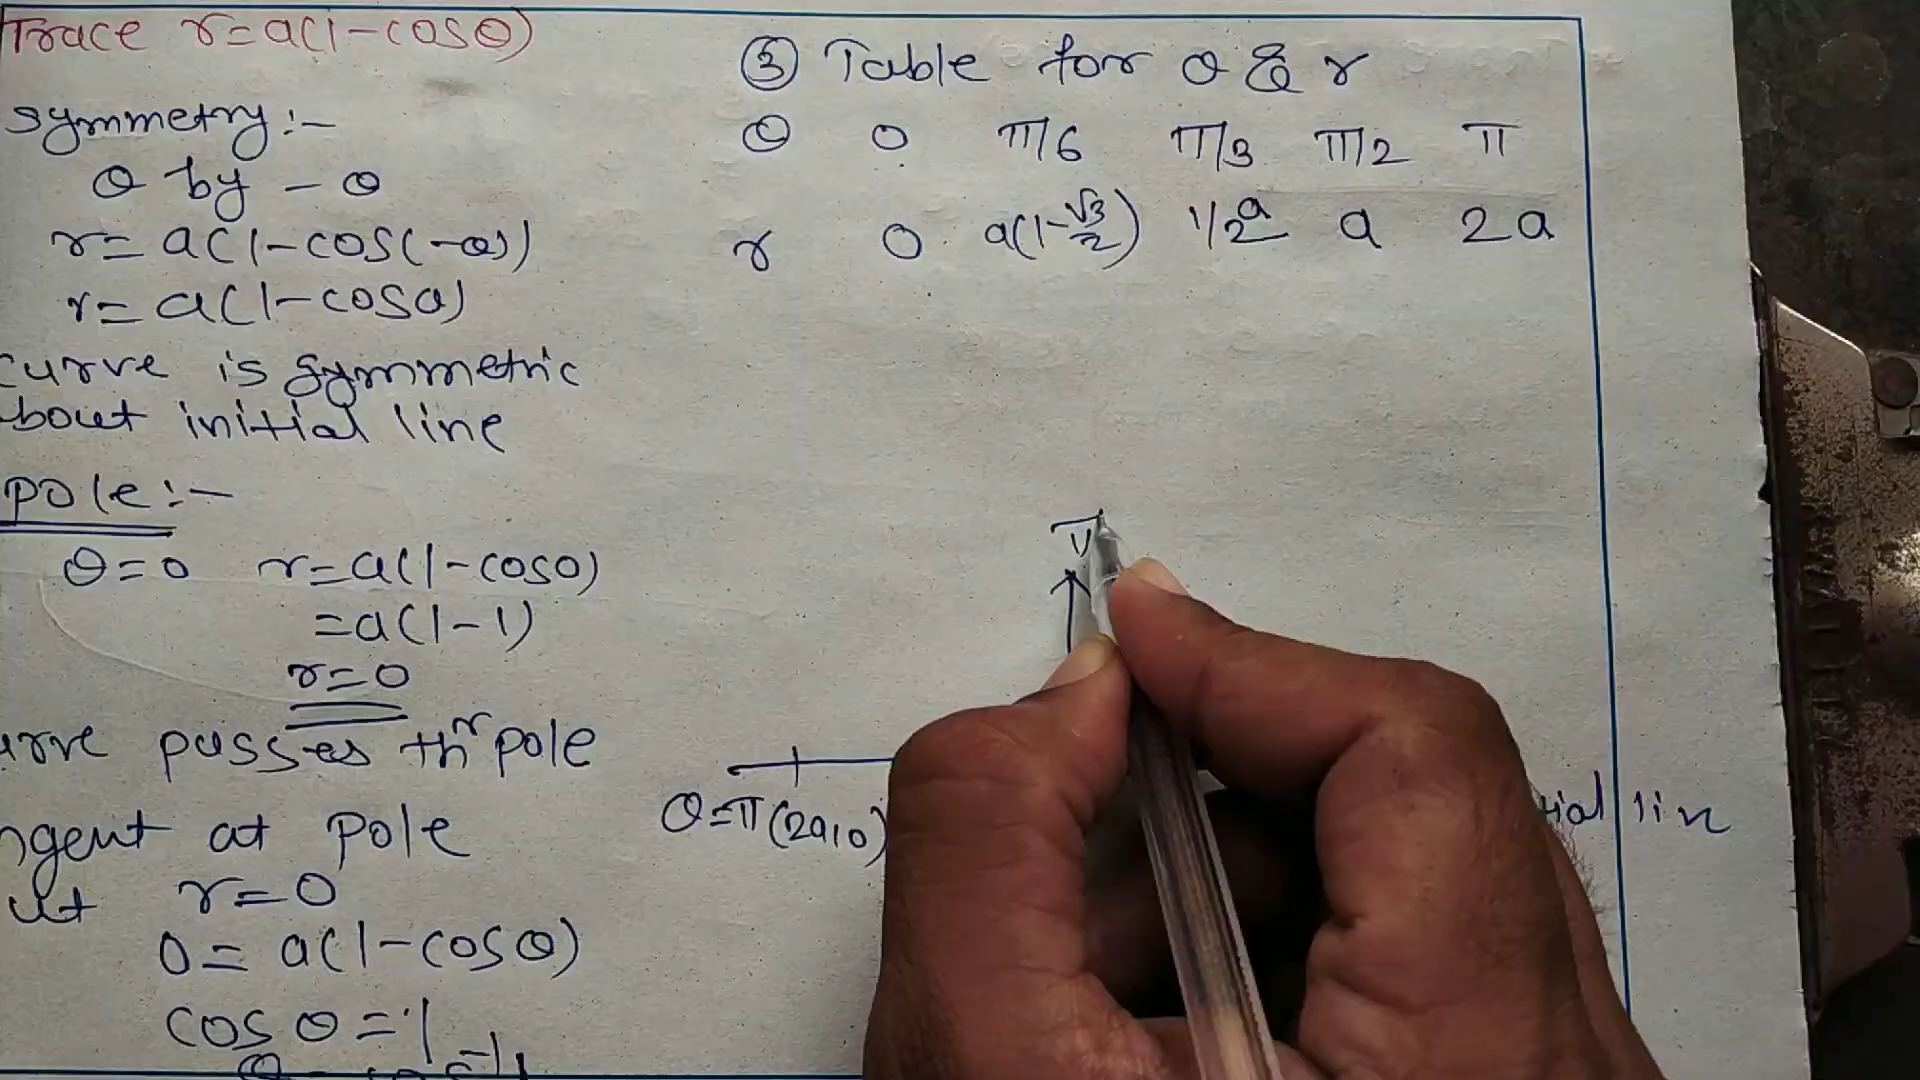 Trace r=a(1-cosθ)
symmetry:-
θ by -θ
r=a(1-cos(-θ))
r=a(1-cosθ)
curve is symmetric
about initial line
pole:-
θ=0 r=a(1-cos0)
=a(1-1)
r=0
passes thr pole
at pole
r=0
0=a(1-cosθ)
cosθ=1
③ Table for θ & r
θ 0 π/6 π/3 π/2 π
r 0 a(1-√3/2) 1/2a a 2a
θ=π(2a,0)
line